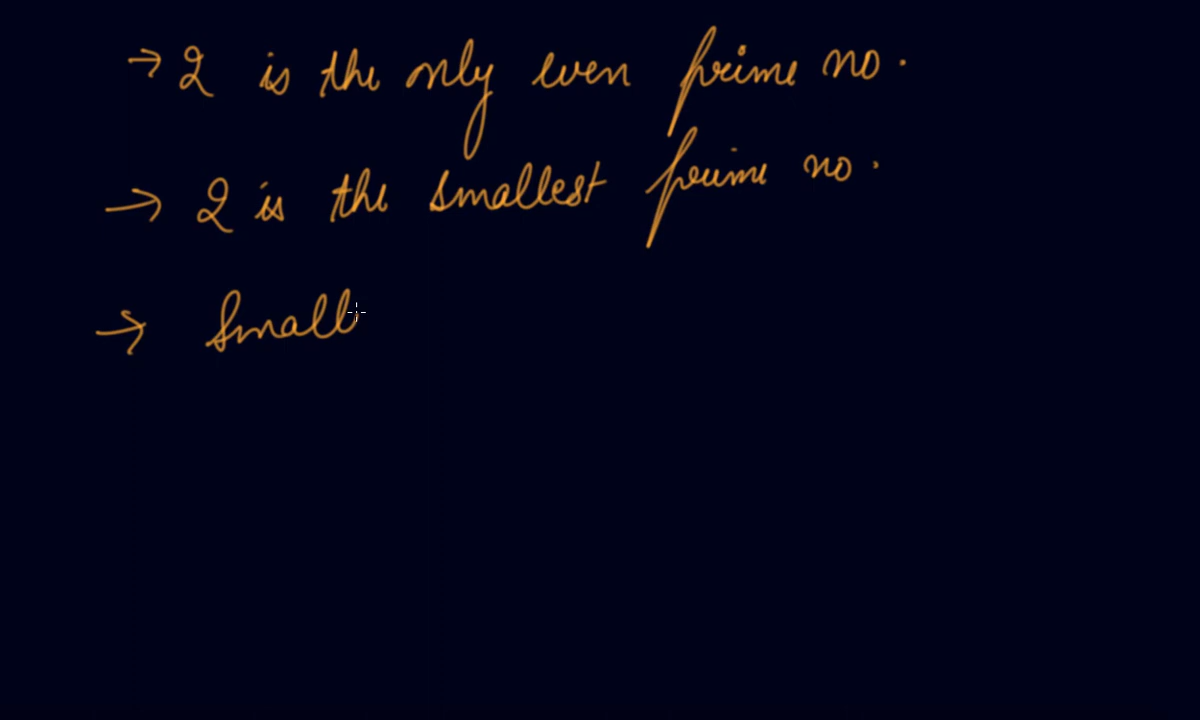 → 2 is the only even prime no.
→ 2 is the smallest prime no.
→ Small